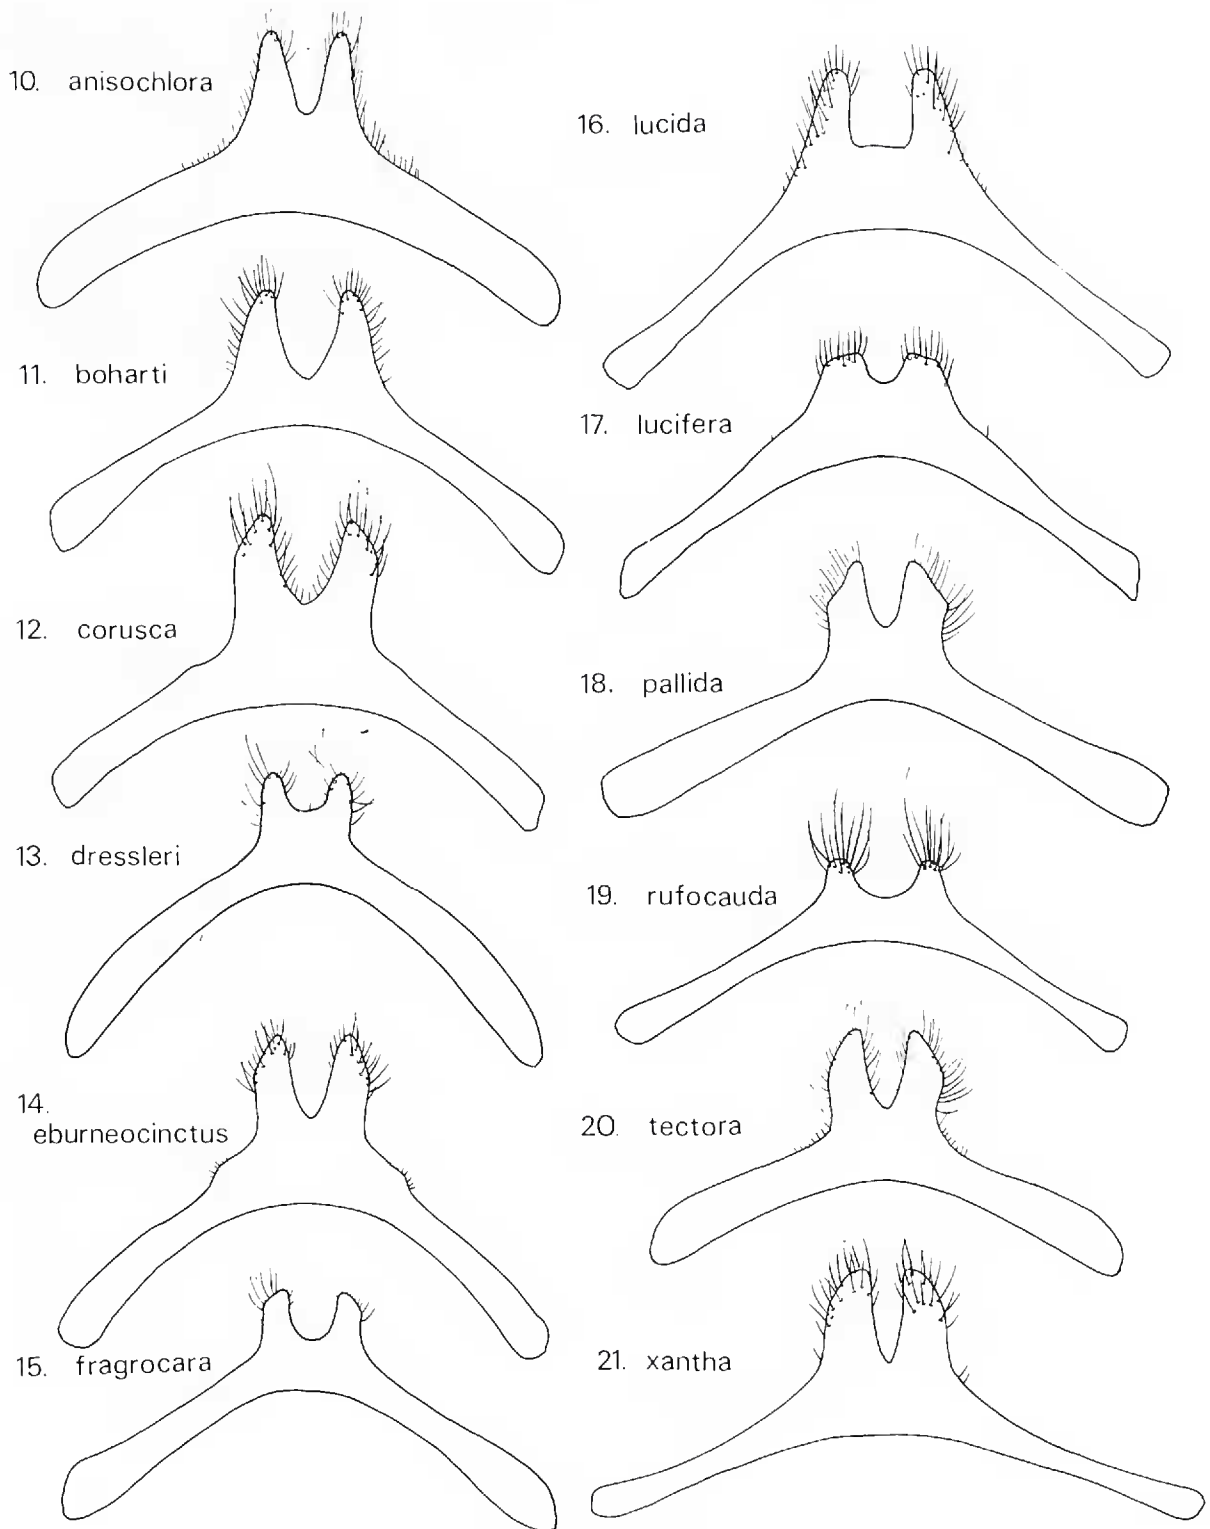 10. anisochlora
11. boharti
12. corusca
13. dressleri
14.
eburneocinctus
15. fragrocara
16. lucida
17. lucifera
18. pallida
19. rufocauda
20. tectora
21. xantha